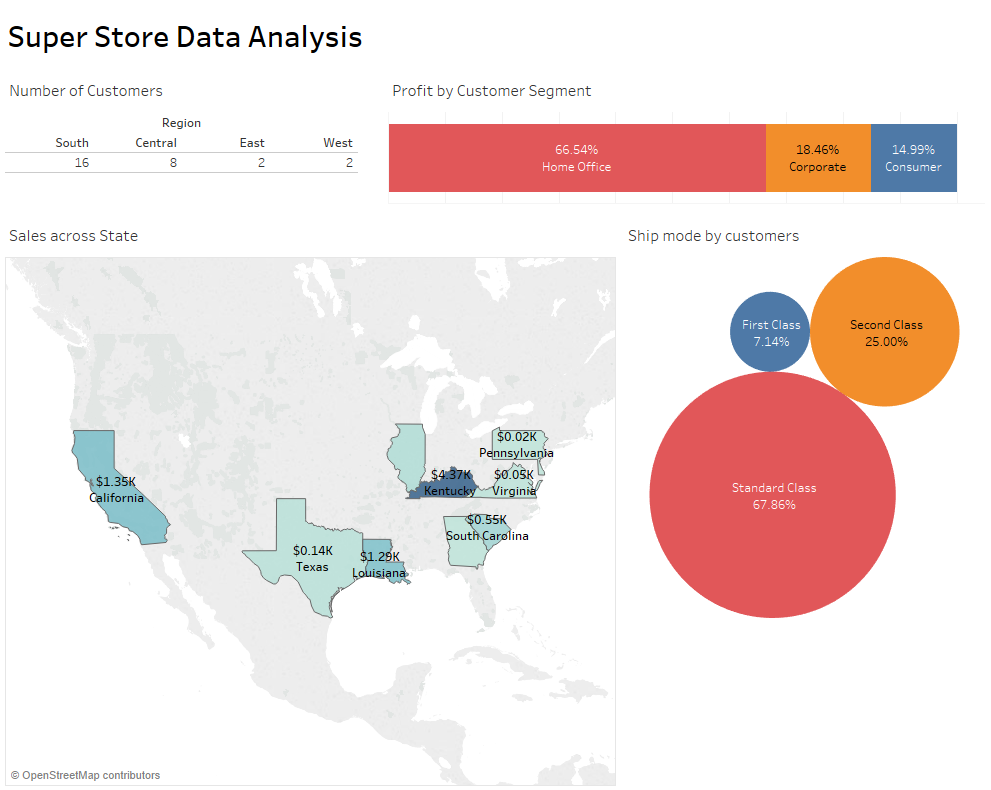 Super Store Data Analysis
Number of Customers
Region
South Central East West
16 8 2 2
Profit by Customer Segment
66.54%
Home Office
18.46%
Corporate
14.99%
Consumer
Sales across State
$1.35K
California
$0.14K
Texas
$1.29K
Louisiana
$4.37K
Kentucky
$0.02K
Pennsylvania
$0.05K
Virginia
$0.55K
South Carolina
© OpenStreetMap contributors
Ship mode by customers
First Class
7.14%
Second Class
25.00%
Standard Class
67.86%